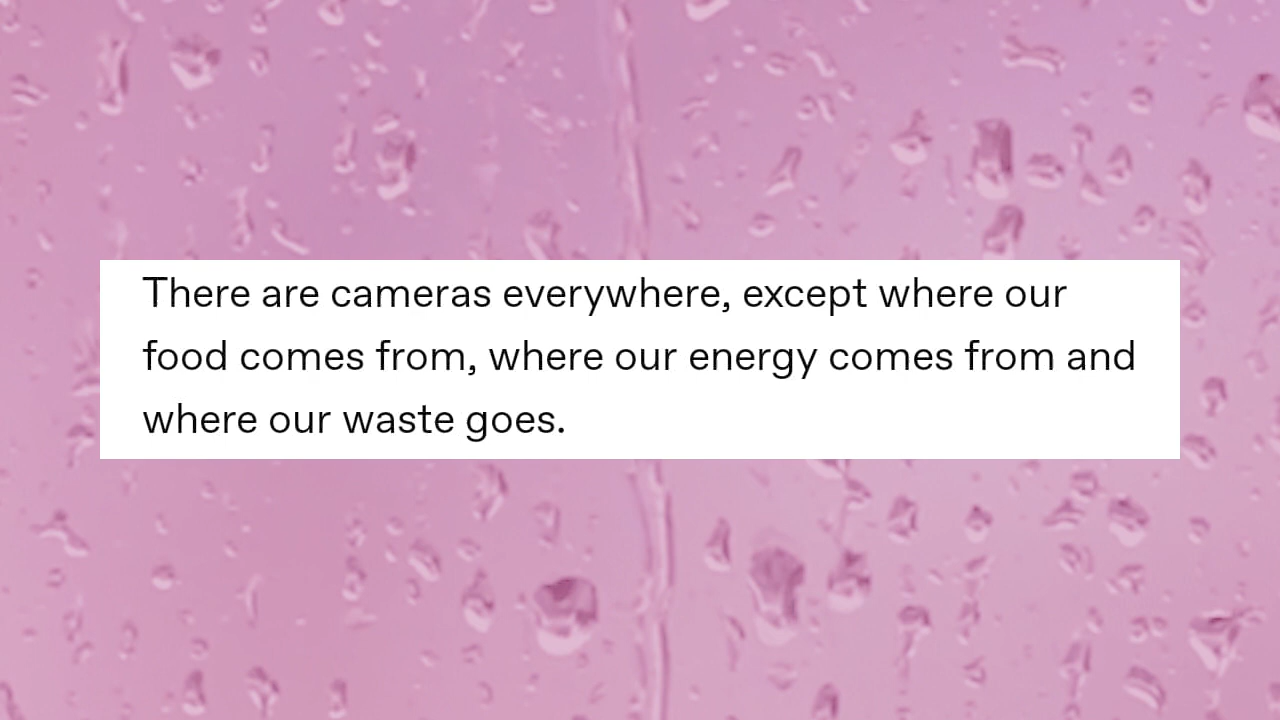 There are cameras everywhere, except where our
food comes from, where our energy comes from and
where our waste goes.